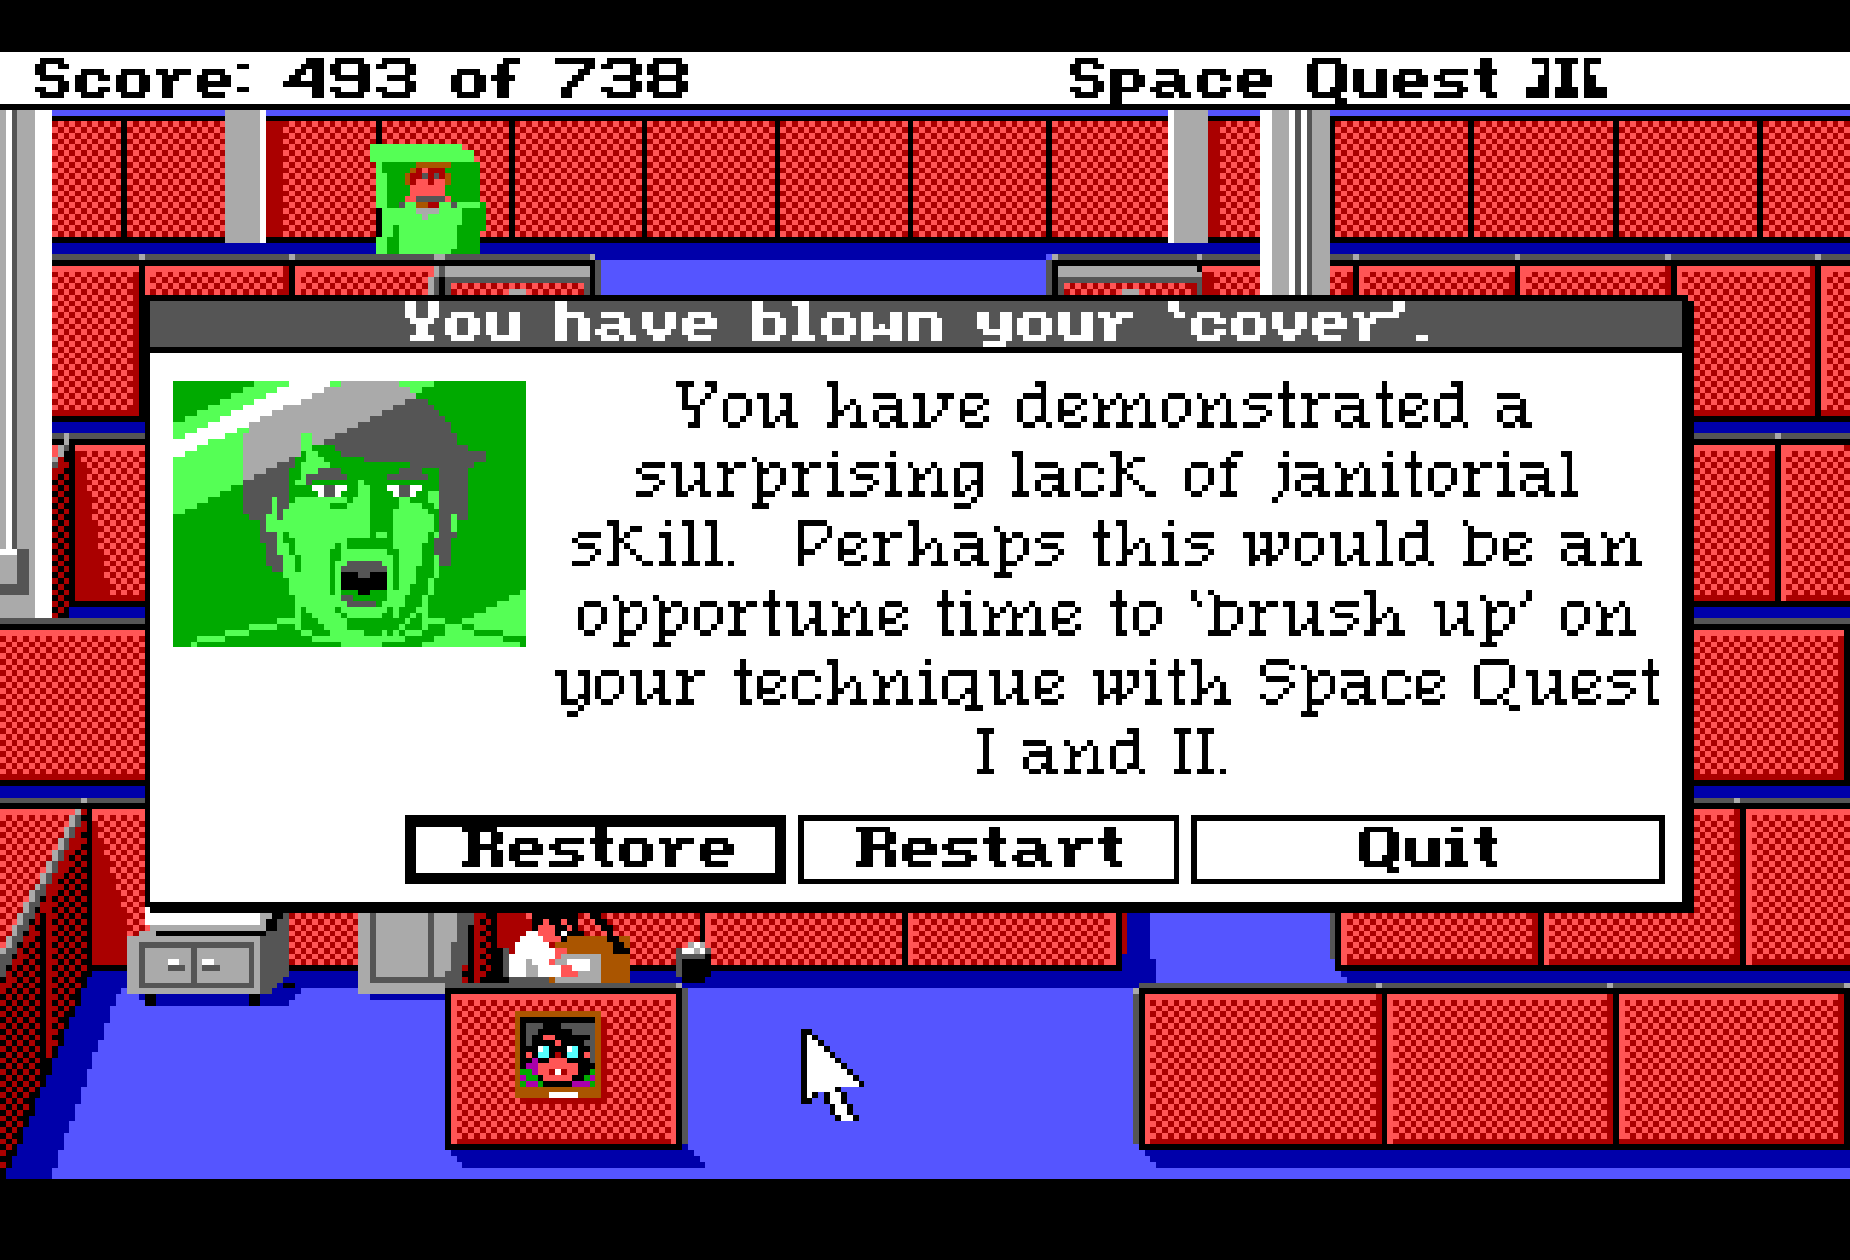 Score: 493 of 738 Space Quest III
You have blown your 'cover'.
You have demonstrated a
surprising lack of janitorial
skill. Perhaps this would be an
opportune time to 'brush up' on
your technique with Space Quest
I and II.
Restore Restart Quit